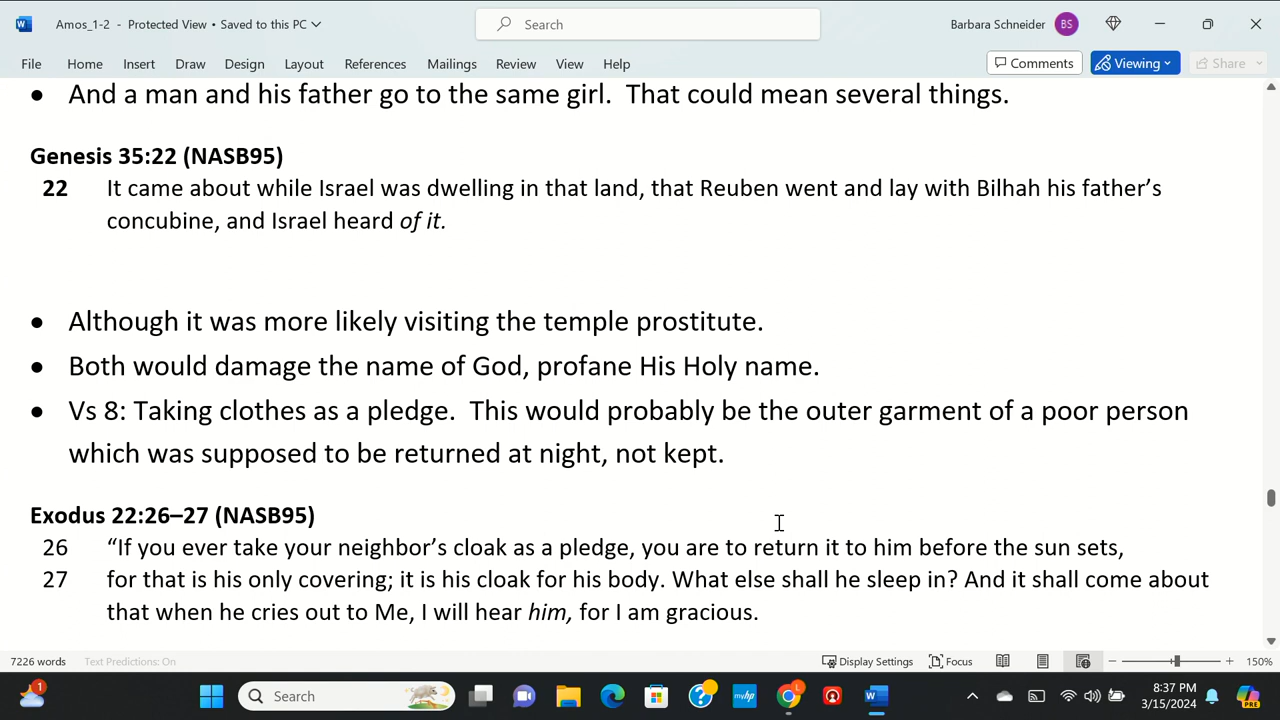 Amos_1-2 - Protected View • Saved to this PC
Search
Barbara Schneider
BS
File Home Insert Draw Design Layout References Mailings Review View Help
Comments
Viewing
Share
• And a man and his father go to the same girl. That could mean several things.
Genesis 35:22 (NASB95)
22 It came about while Israel was dwelling in that land, that Reuben went and lay with Bilhah his father’s
concubine, and Israel heard of it.
• Although it was more likely visiting the temple prostitute.
• Both would damage the name of God, profane His Holy name.
• Vs 8: Taking clothes as a pledge. This would probably be the outer garment of a poor person
which was supposed to be returned at night, not kept.
Exodus 22:26–27 (NASB95)
26 “If you ever take your neighbor’s cloak as a pledge, you are to return it to him before the sun sets,
27 for that is his only covering; it is his cloak for his body. What else shall he sleep in? And it shall come about
that when he cries out to Me, I will hear him, for I am gracious.
7226 words
Text Predictions: On
Display Settings
Focus
150%
1
Search
myhp
8:37 PM
3/15/2024
PRE